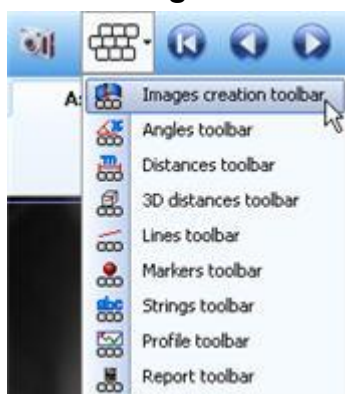 A
Images creation toolbar
Angles toolbar
Distances toolbar
3D distances toolbar
Lines toolbar
Markers toolbar
Strings toolbar
Profile toolbar
Report toolbar